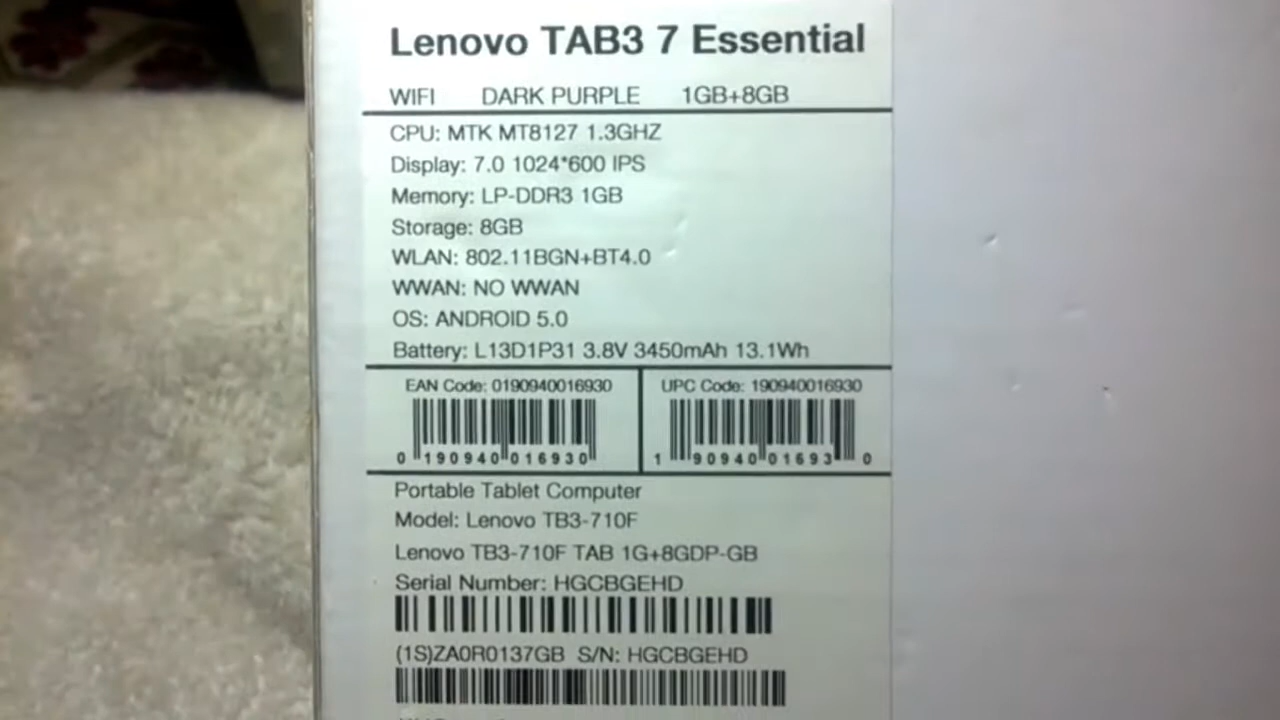 Lenovo TAB3 7 Essential
WIFI DARK PURPLE 1GB+8GB
CPU: MTK MT8127 1.3GHZ
Display: 7.0 1024*600 IPS
Memory: LP-DDR3 1GB
Storage: 8GB
WLAN: 802.11BGN+BT4.0
WWAN: NO WWAN
OS: ANDROID 5.0
Battery: L13D1P31 3.8V 3450mAh 13.1Wh
EAN Code: 0190940016930 UPC Code: 190940016930
0 190940 016930 1 90940 01693 0
Portable Tablet Computer
Model: Lenovo TB3-710F
Lenovo TB3-710F TAB 1G+8GDP-GB
Serial Number: HGCBGEHD
(1S)ZA0R0137GB S/N: HGCBGEHD